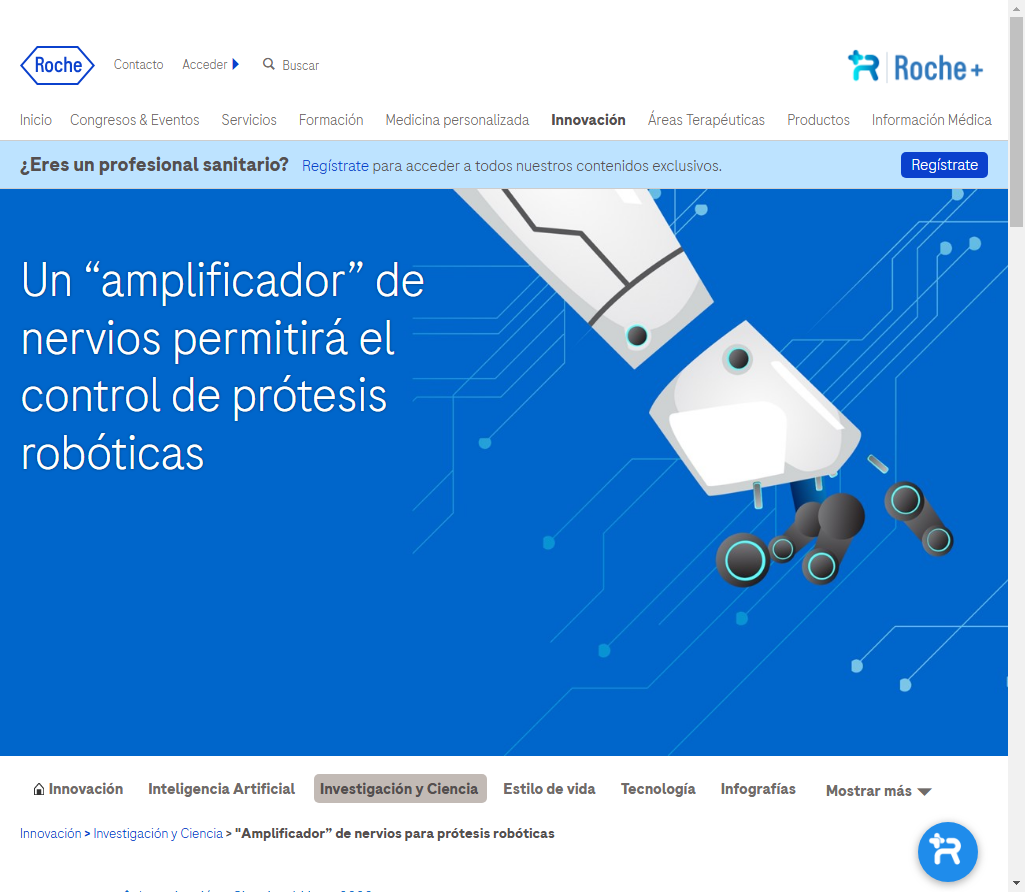 Roche
Contacto Acceder Buscar
Roche+
Inicio Congresos & Eventos Servicios Formación Medicina personalizada Innovación Áreas Terapéuticas Productos Información Médica
¿Eres un profesional sanitario? Regístrate para acceder a todos nuestros contenidos exclusivos. Regístrate
Un “amplificador” de
nervios permitirá el
control de prótesis
robóticas
Innovación Inteligencia Artificial Investigación y Ciencia Estilo de vida Tecnología Infografías Mostrar más
Innovación > Investigación y Ciencia > "Amplificador” de nervios para prótesis robóticas